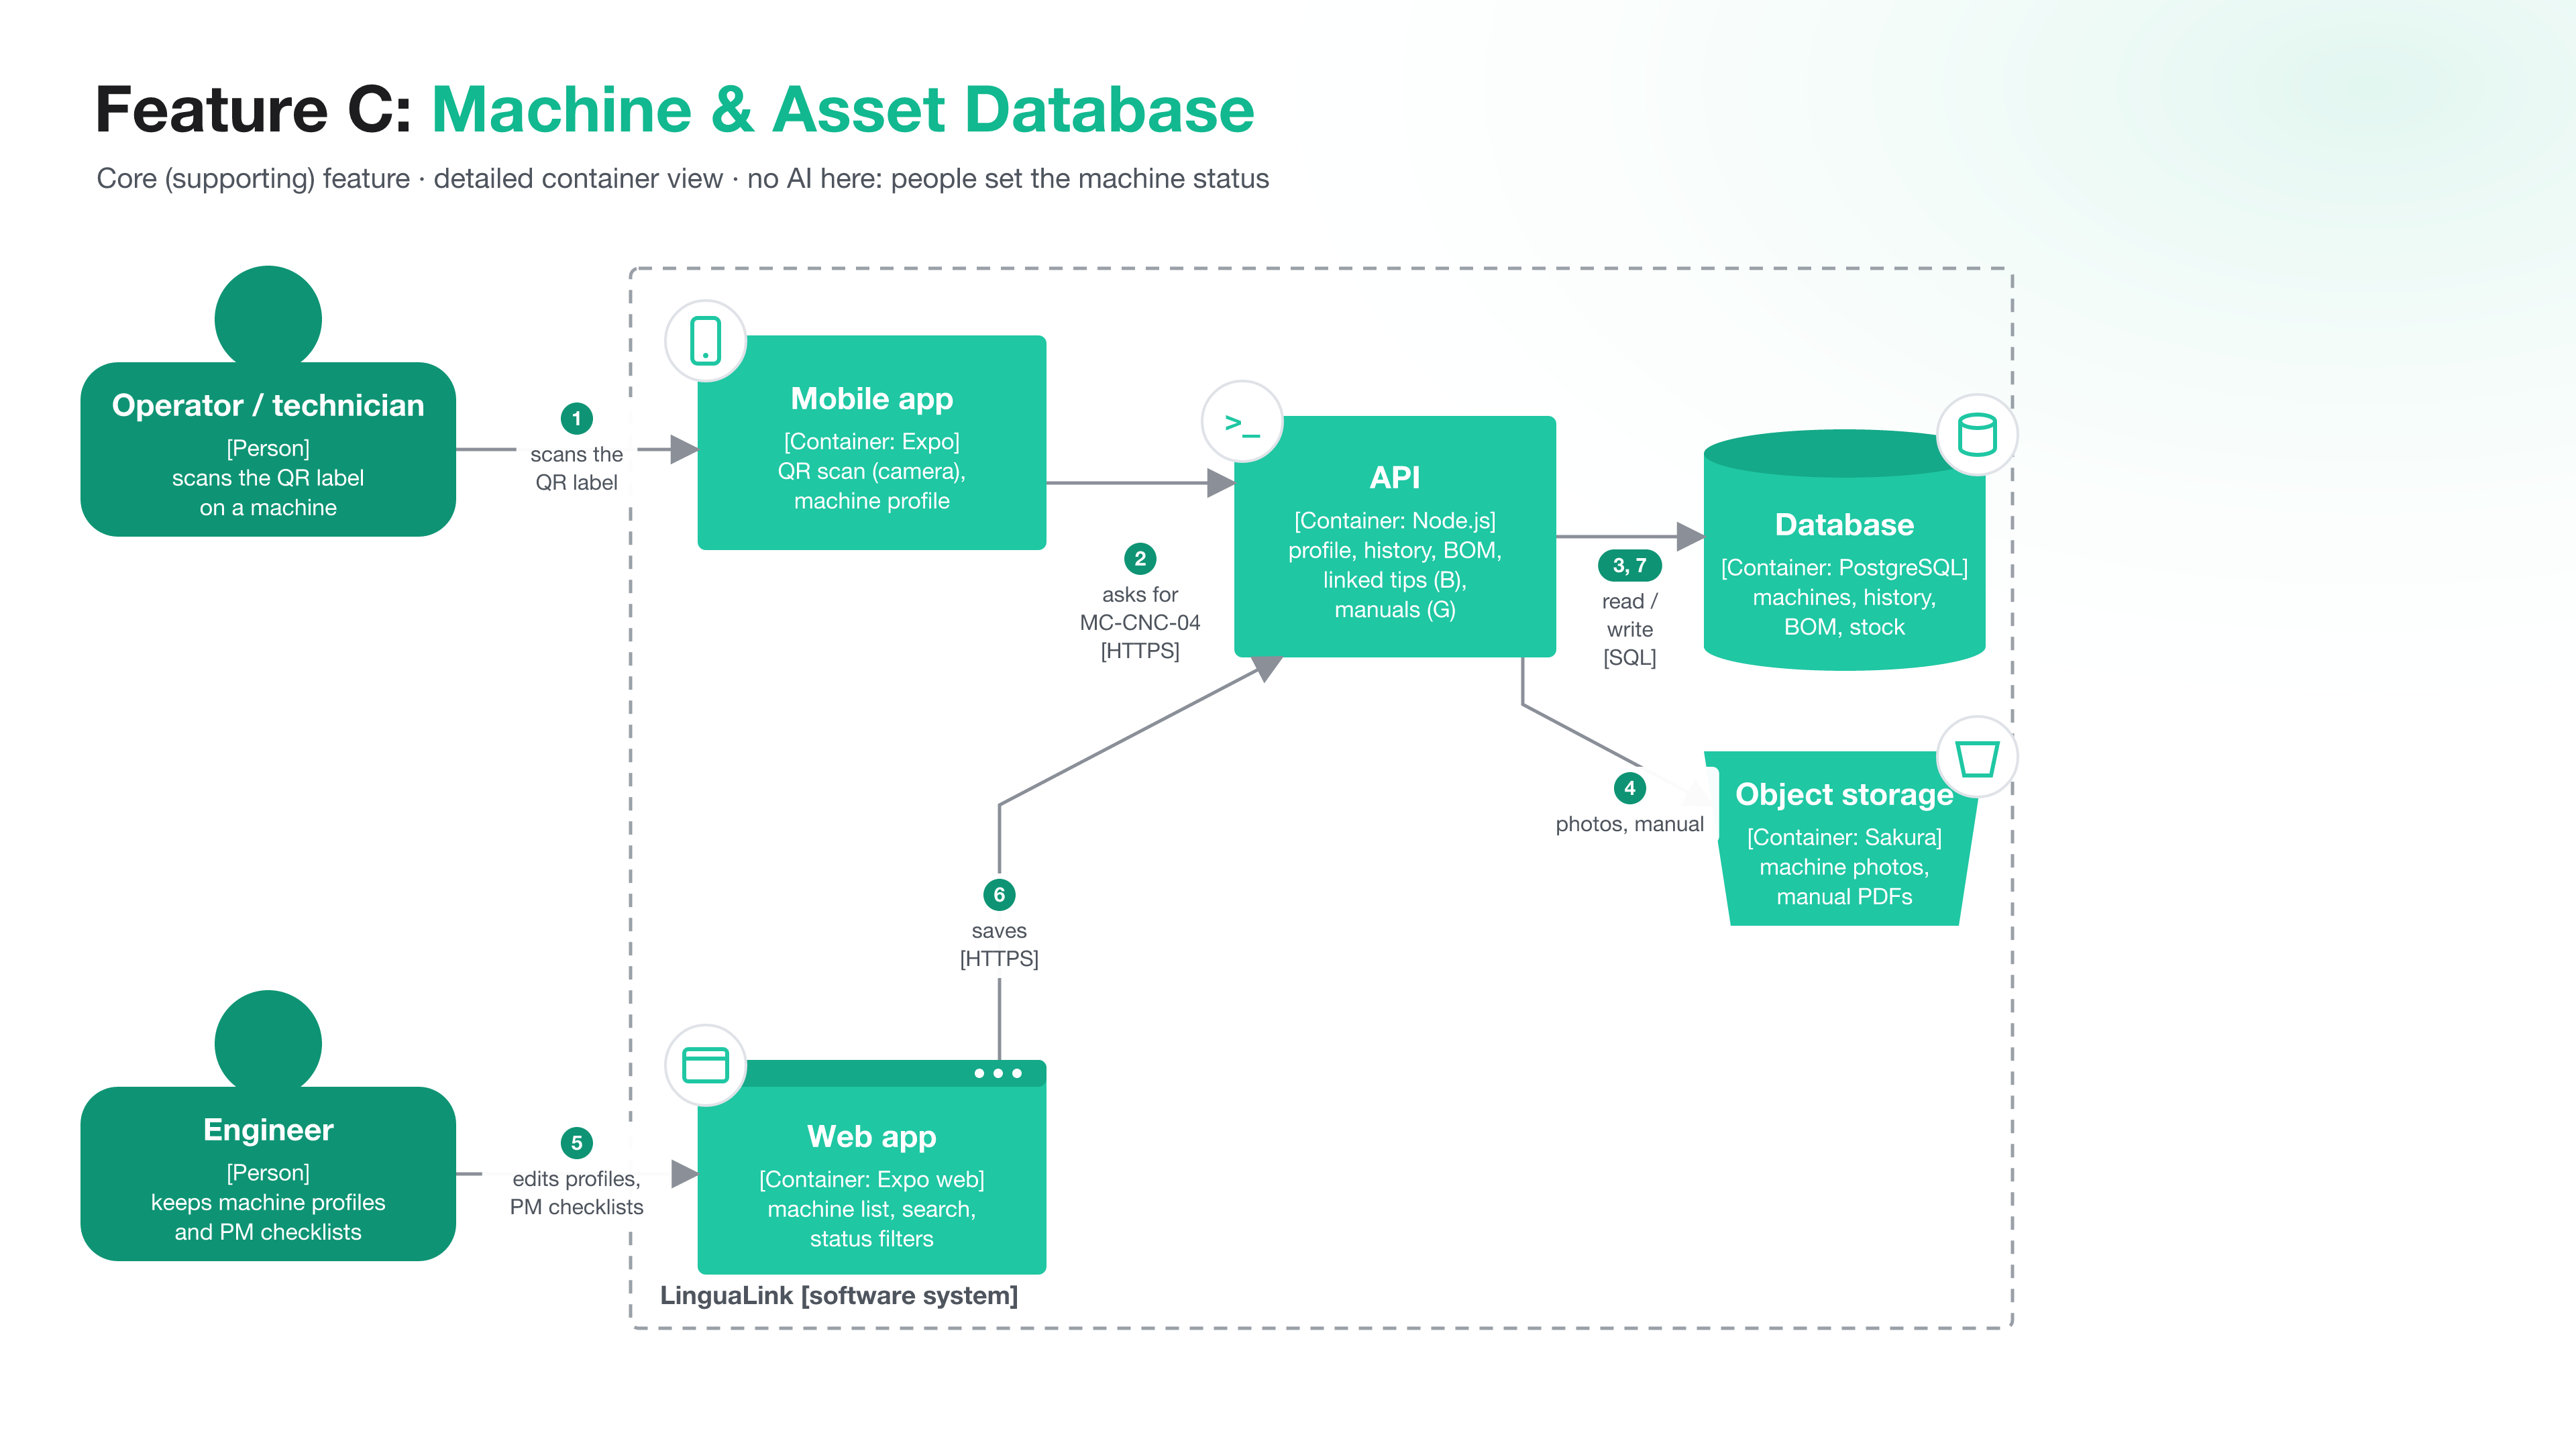 Feature C: Machine & Asset Database
Core (supporting) feature · detailed container view · no AI here: people set the machine status
Operator / technician
[Person]
scans the QR label
on a machine
1
scans the
QR label
Mobile app
[Container: Expo]
QR scan (camera),
machine profile
2
asks for
MC-CNC-04
[HTTPS]
>_
API
[Container: Node.js]
profile, history, BOM,
linked tips (B),
manuals (G)
3, 7
read /
write
[SQL]
Database
[Container: PostgreSQL]
machines, history,
BOM, stock
4
photos, manual
Object storage
[Container: Sakura]
machine photos,
manual PDFs
6
saves
[HTTPS]
Engineer
[Person]
keeps machine profiles
and PM checklists
5
edits profiles,
PM checklists
Web app
[Container: Expo web]
machine list, search,
status filters
LinguaLink [software system]